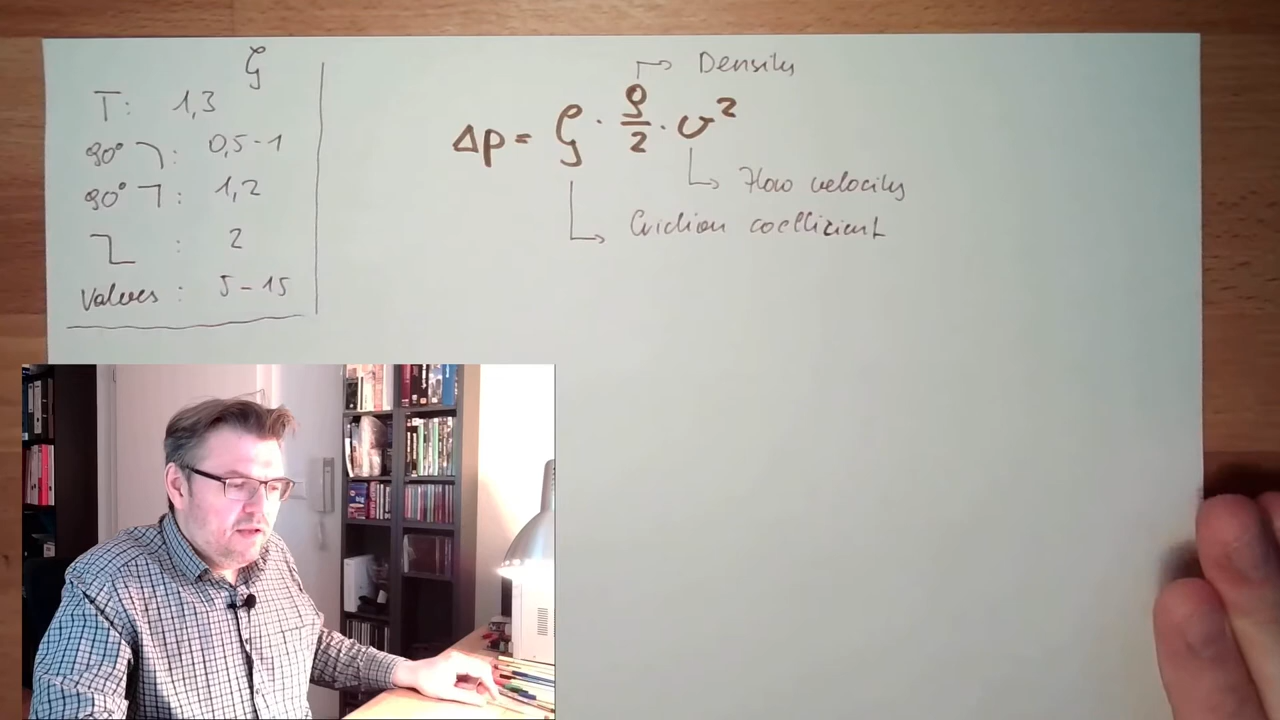 ζ
T: 1,3
90° ⌝: 0,5-1
90° ⌝: 1,2
: 2
Valves: 5-15
Density
Δp = ζ · ρ/2 · v²
Flow velocity
Friction coefficient